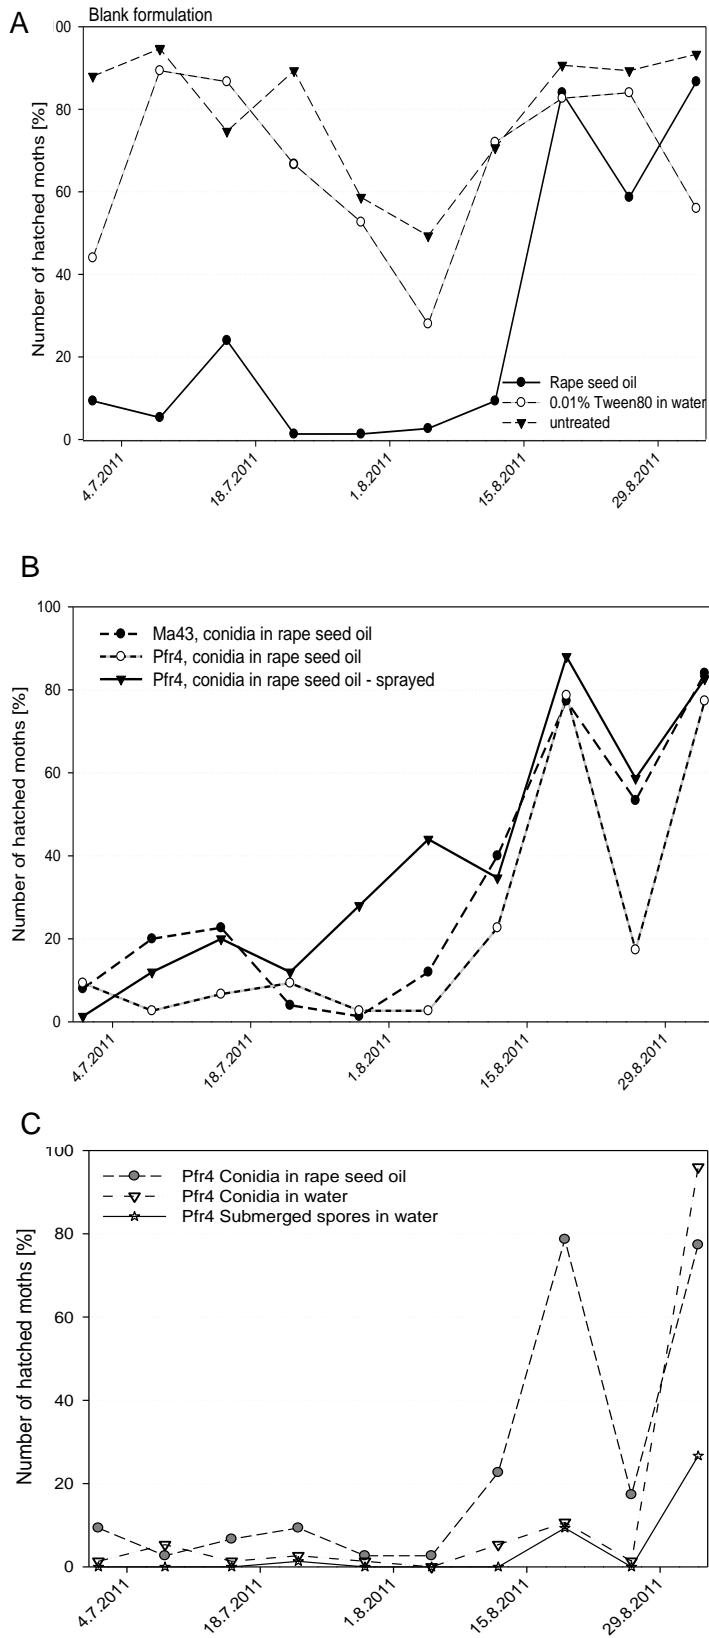 A
Blank formulation
00
80
60
40
20
0
Number of hatched moths [%]
Rape seed oil
0.01% Tween80 in water
untreated
4.7.2011
18.7.2011
1.8.2011
15.8.2011
29.8.2011
B
100
80
60
40
20
0
Number of hatched moths [%]
Ma43, conidia in rape seed oil
Pfr4, conidia in rape seed oil
Pfr4, conidia in rape seed oil - sprayed
4.7.2011
18.7.2011
1.8.2011
15.8.2011
29.8.2011
C
100
80
60
40
20
0
Number of hatched moths [%]
Pfr4 Conidia in rape seed oil
Pfr4 Conidia in water
Pfr4 Submerged spores in water
4.7.2011
18.7.2011
1.8.2011
15.8.2011
29.8.2011